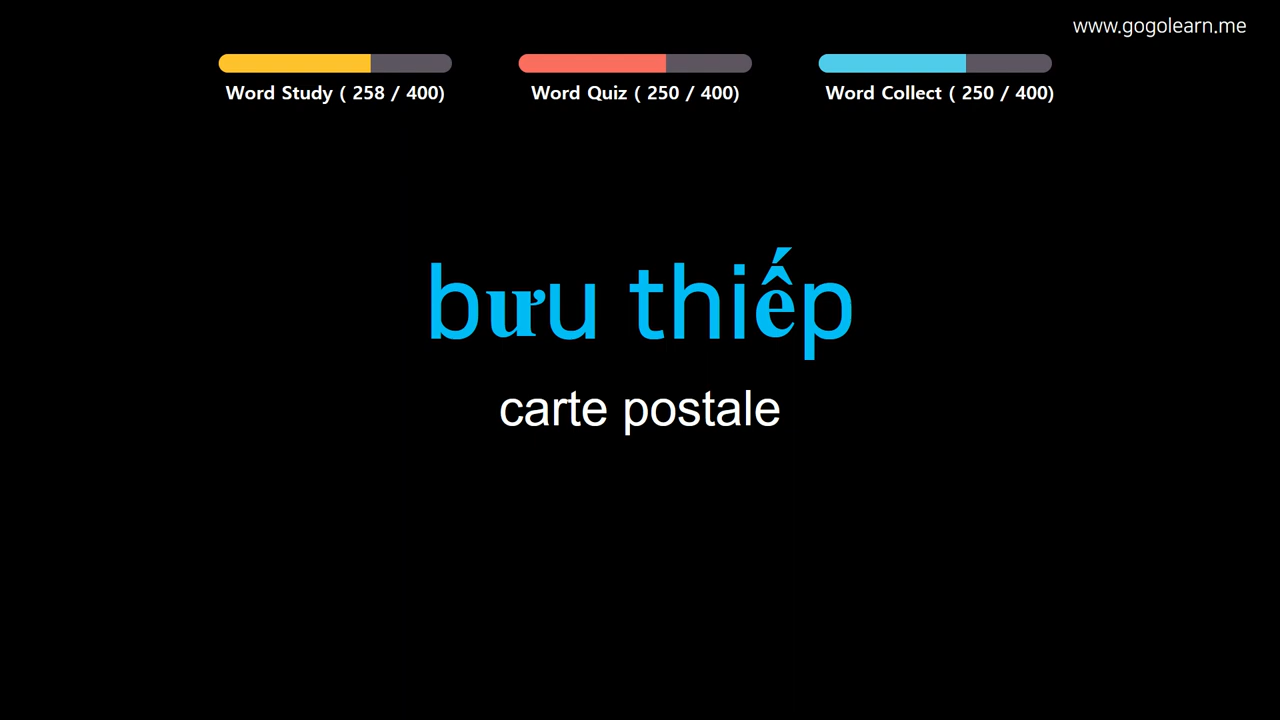 www.gogolearn.me
Word Study ( 258 / 400)
Word Quiz ( 250 / 400)
Word Collect ( 250 / 400)
bưu thiếp
carte postale